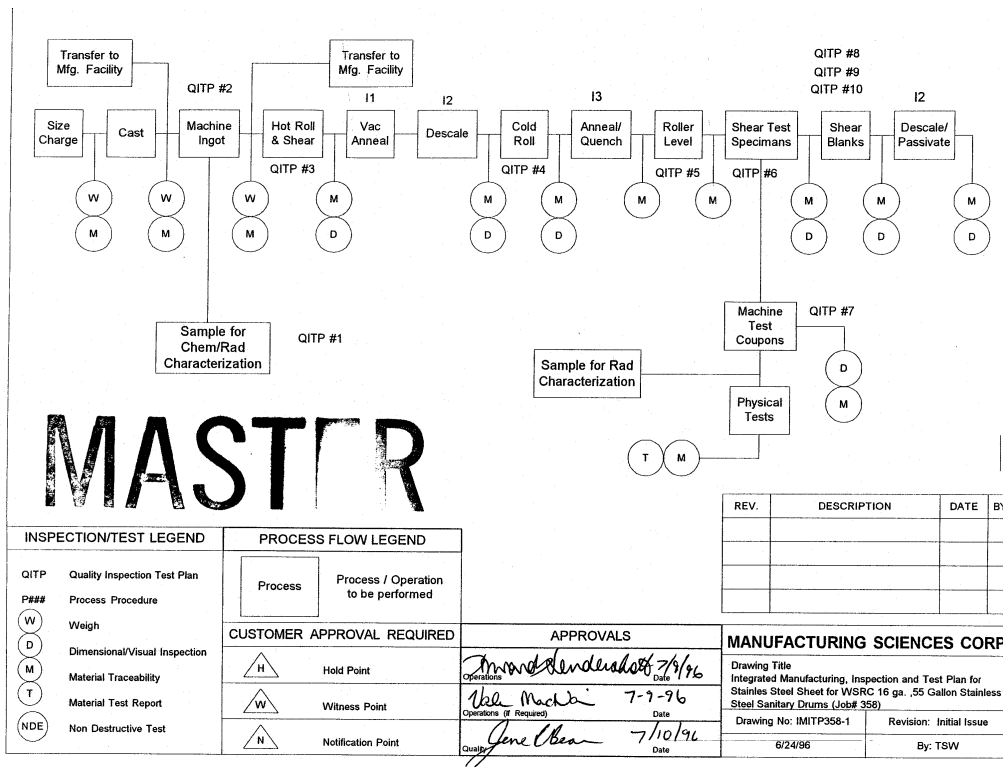 Transfer to
Mfg. Facility
Transfer to
Mfg. Facility
QITP #8
QITP #9
QITP #10
QITP #2
I1
I2
I3
I2
Size
Charge
Cast
Machine
Ingot
Hot Roll
& Shear
Vac
Anneal
Descale
Cold
Roll
Anneal/
Quench
Roller
Level
Shear Test
Specimans
Shear
Blanks
Descale/
Passivate
QITP #3
QITP #4
QITP #5
QITP #6
W
W
W
M
M
M
M
M
M
M
M
M
M
M
M
D
D
D
D
D
D
Machine
Test
Coupons
QITP #7
Sample for
Chem/Rad
Characterization
QITP #1
Sample for Rad
Characterization
D
M
Physical
Tests
T
M
MASTER
REV.
DESCRIPTION
DATE
BY
INSPECTION/TEST LEGEND
QITP Quality Inspection Test Plan
P### Process Procedure
W Weigh
D Dimensional/Visual Inspection
M Material Traceability
T Material Test Report
NDE Non Destructive Test
PROCESS FLOW LEGEND
Process
Process / Operation
to be performed
CUSTOMER APPROVAL REQUIRED
H Hold Point
W Witness Point
N Notification Point
APPROVALS
7/9/96
Operations Date
7-9-96
Operations (If Required) Date
7/10/96
Quality Date
MANUFACTURING SCIENCES CORP
Drawing Title
Integrated Manufacturing, Inspection and Test Plan for
Stainles Steel Sheet for WSRC 16 ga. ,55 Gallon Stainless
Steel Sanitary Drums (Job# 358)
Drawing No: IMITP358-1
Revision: Initial Issue
6/24/96
By: TSW